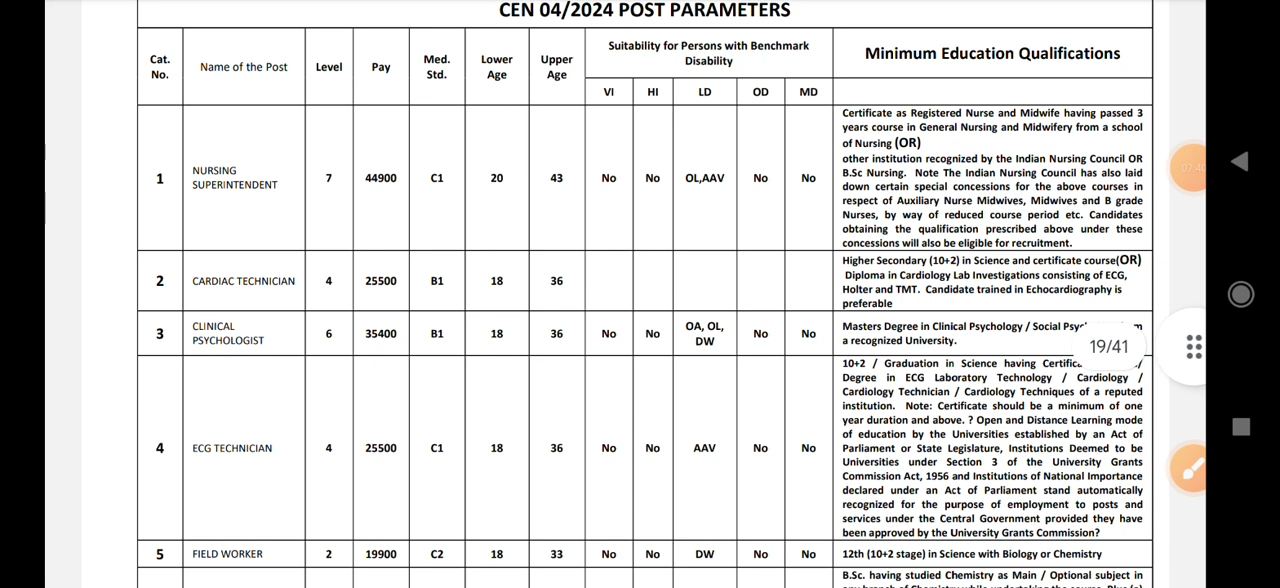 CEN 04/2024 POST PARAMETERS
Cat. No.
Name of the Post
Level
Pay
Med. Std.
Lower Age
Upper Age
Suitability for Persons with Benchmark
Disability
Minimum Education Qualifications
VI HI LD OD MD
1
NURSING
SUPERINTENDENT
7 44900 C1 20 43 No No OL,AAV No No
Certificate as Registered Nurse and Midwife having passed 3
years course in General Nursing and Midwifery from a school
of Nursing (OR)
other institution recognized by the Indian Nursing Council OR
B.Sc Nursing. Note The Indian Nursing Council has also laid
down certain special concessions for the above courses in
respect of Auxiliary Nurse Midwives, Midwives and B grade
Nurses, by way of reduced course period etc. Candidates
obtaining the qualification prescribed above under these
concessions will also be eligible for recruitment.
2 CARDIAC TECHNICIAN 4 25500 B1 18 36
Higher Secondary (10+2) in Science and certificate course(OR)
Diploma in Cardiology Lab Investigations consisting of ECG,
Holter and TMT. Candidate trained in Echocardiography is
preferable
3
CLINICAL
PSYCHOLOGIST
6 35400 B1 18 36 No No
OA, OL,
DW
No No
Masters Degree in Clinical Psychology / Social
a recognized University.
19/41
4 ECG TECHNICIAN 4 25500 C1 18 36 No No AAV No No
10+2 / Graduation in Science having /
Degree in ECG Laboratory Technology / Cardiology /
Cardiology Technician / Cardiology Techniques of a reputed
institution. Note: Certificate should be a minimum of one
year duration and above. ? Open and Distance Learning mode
of education by the Universities established by an Act of
Parliament or State Legislature, Institutions Deemed to be
Universities under Section 3 of the University Grants
Commission Act, 1956 and Institutions of National Importance
declared under an Act of Parliament stand automatically
recognized for the purpose of employment to posts and
services under the Central Government provided they have
been approved by the University Grants Commission?
5 FIELD WORKER 2 19900 C2 18 33 No No DW No No
12th (10+2 stage) in Science with Biology or Chemistry
B.Sc. having studied Chemistry as Main / Optional subject in
07:40